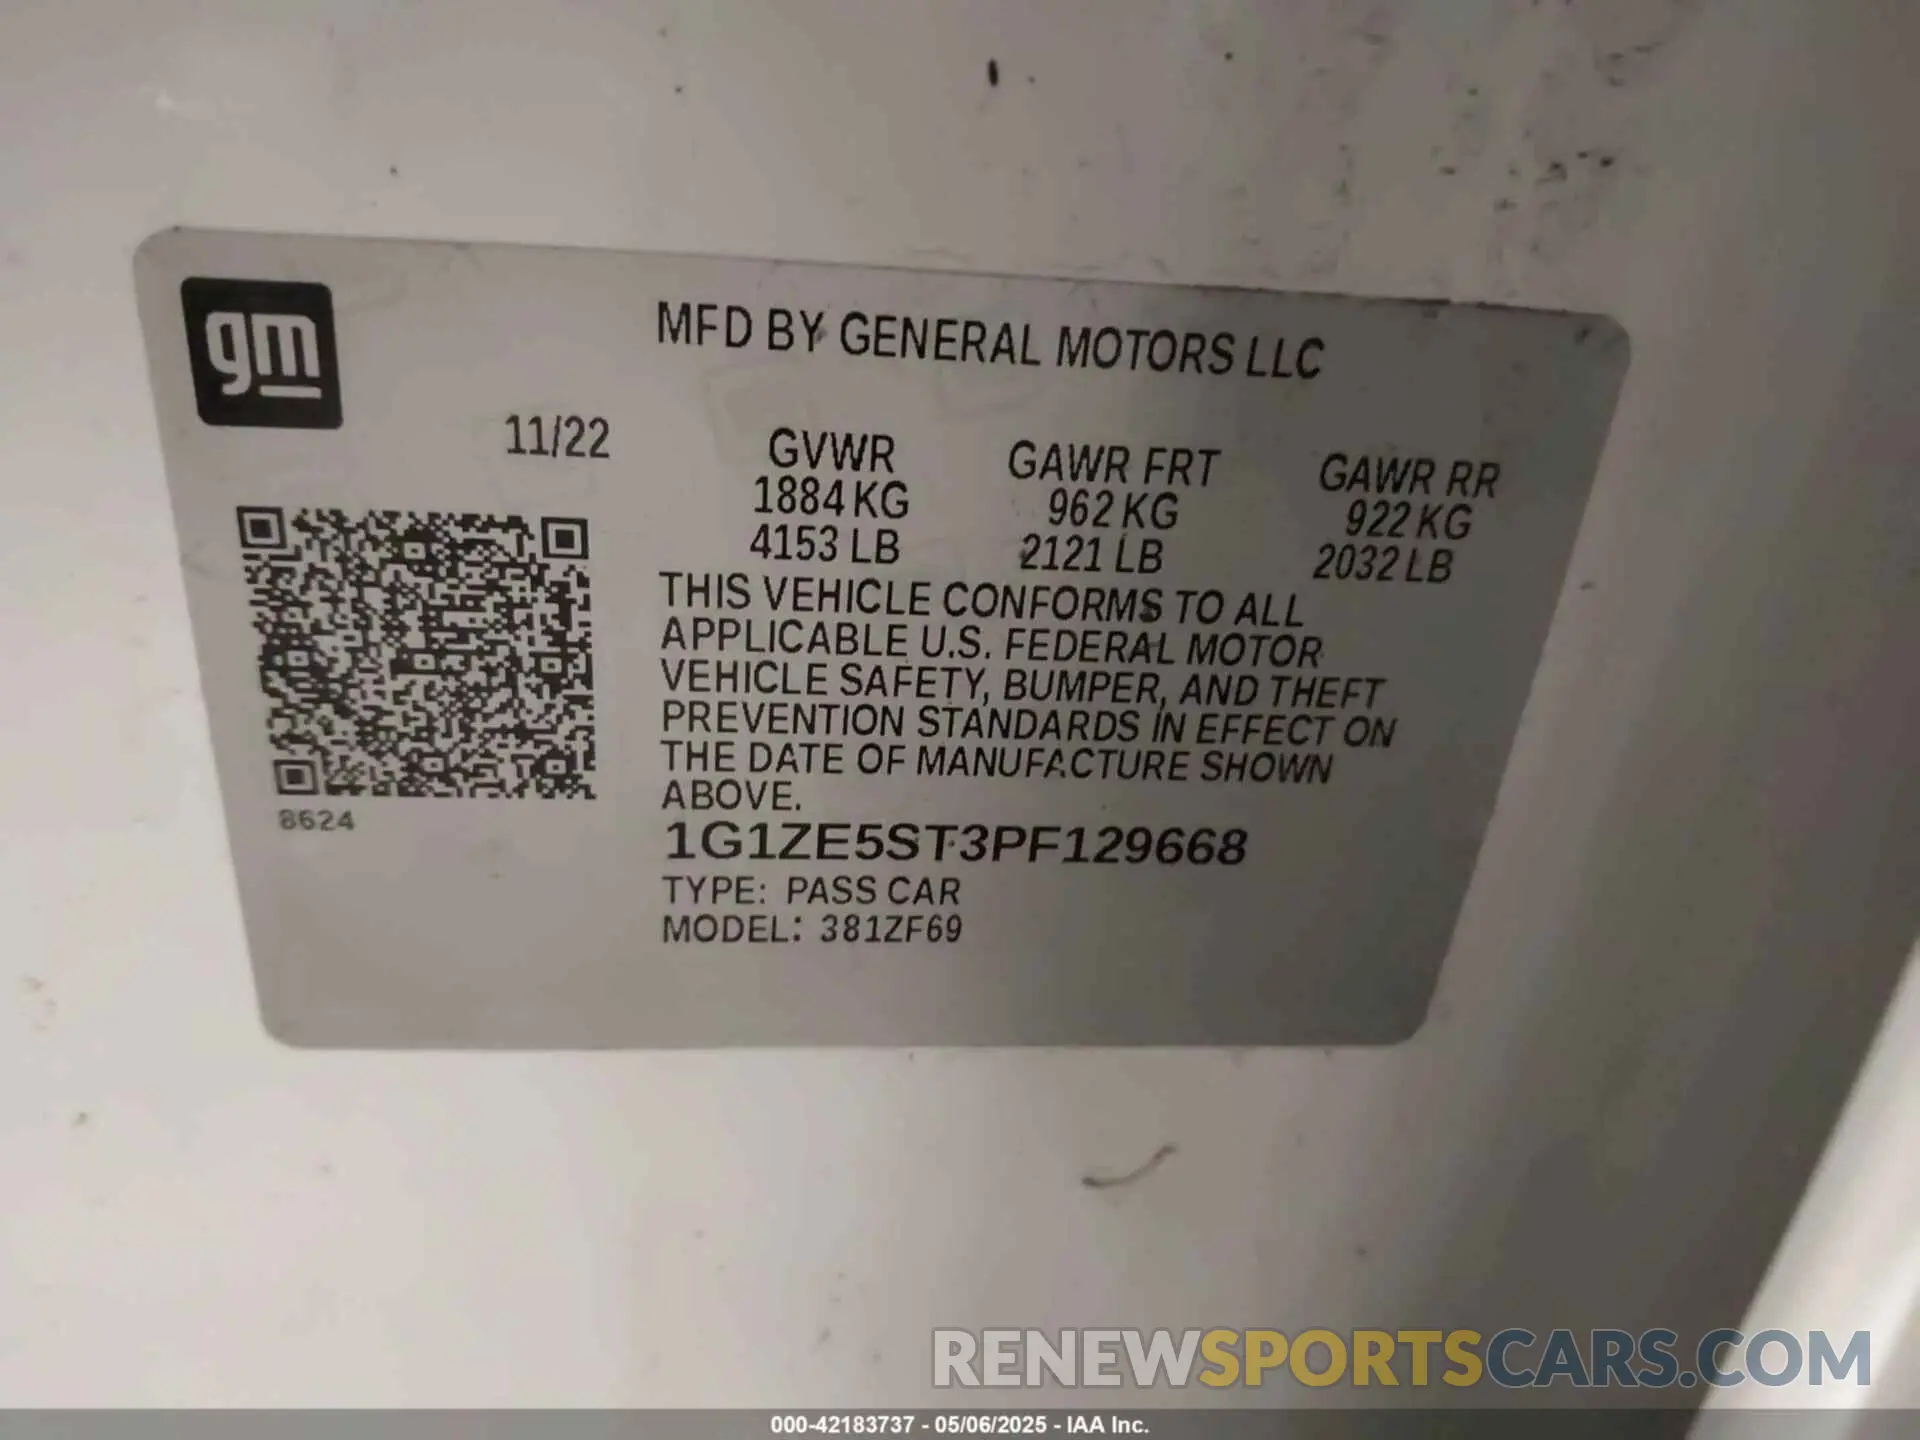 gm
MFD BY GENERAL MOTORS LLC
11/22
GVWR GAWR FRT GAWR RR
1884 KG 962 KG 922 KG
4153 LB 2121 LB 2032 LB
THIS VEHICLE CONFORMS TO ALL
APPLICABLE U.S. FEDERAL MOTOR
VEHICLE SAFETY, BUMPER, AND THEFT
PREVENTION STANDARDS IN EFFECT ON
THE DATE OF MANUFACTURE SHOWN
ABOVE.
8624
1G1ZE5ST3PF129668
TYPE: PASS CAR
MODEL: 381ZF69
RENEWSPORTSCARS.COM
000-42183737 - 05/06/2025 - IAA Inc.